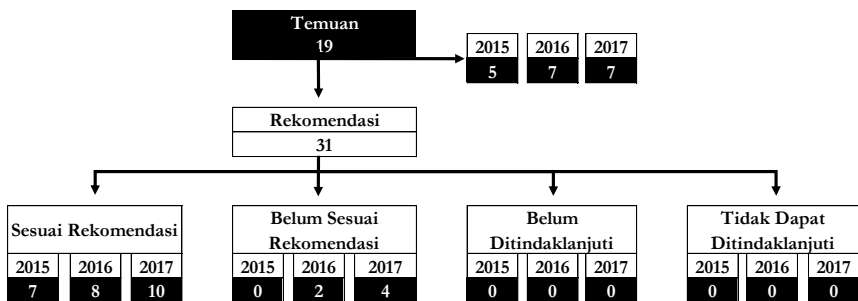 Temuan
19
2015 2016 2017
5 7 7
Rekomendasi
31
Sesuai Rekomendasi
2015 2016 2017
7 8 10
Belum Sesuai
Rekomendasi
2015 2016 2017
0 2 4
Belum
Ditindaklanjuti
2015 2016 2017
0 0 0
Tidak Dapat
Ditindaklanjuti
2015 2016 2017
0 0 0